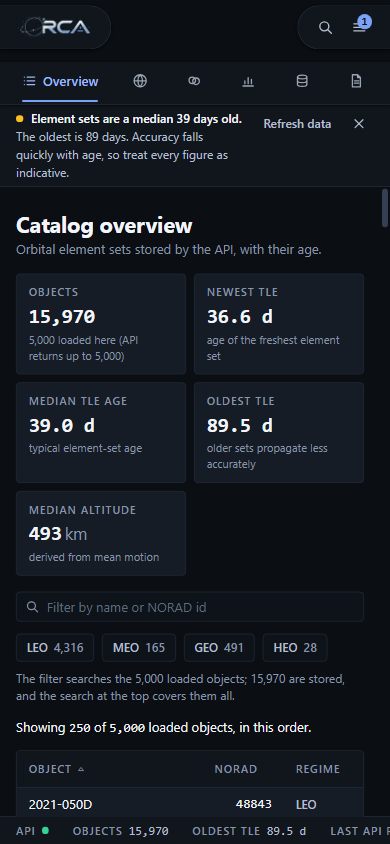 ORCA
1
Overview
Element sets are a median 39 days old.
The oldest is 89 days. Accuracy falls
quickly with age, so treat every figure as
indicative.
Refresh data
Catalog overview
Orbital element sets stored by the API, with their age.
OBJECTS
15,970
5,000 loaded here (API
returns up to 5,000)
NEWEST TLE
36.6 d
age of the freshest element
set
MEDIAN TLE AGE
39.0 d
typical element-set age
OLDEST TLE
89.5 d
older sets propagate less
accurately
MEDIAN ALTITUDE
493 km
derived from mean motion
Filter by name or NORAD id
LEO 4,316 MEO 165 GEO 491 HEO 28
The filter searches the 5,000 loaded objects; 15,970 are stored,
and the search at the top covers them all.
Showing 250 of 5,000 loaded objects, in this order.
OBJECT NORAD REGIME
2021-050D 48843 LEO
API OBJECTS 15,970 OLDEST TLE 89.5 d LAST API